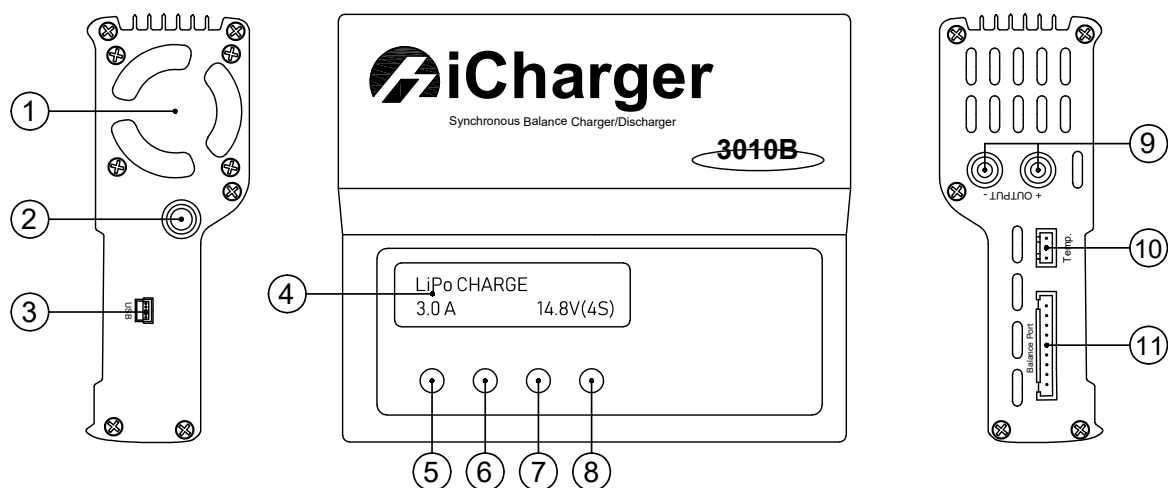 1
2
3
USB
iCharger
Synchronous Balance Charger/Discharger
3010B
4
LiPo CHARGE
3.0 A 14.8V(4S)
5 6 7 8
9
+ OUTPUT -
10
Temp.
11
Balance Port